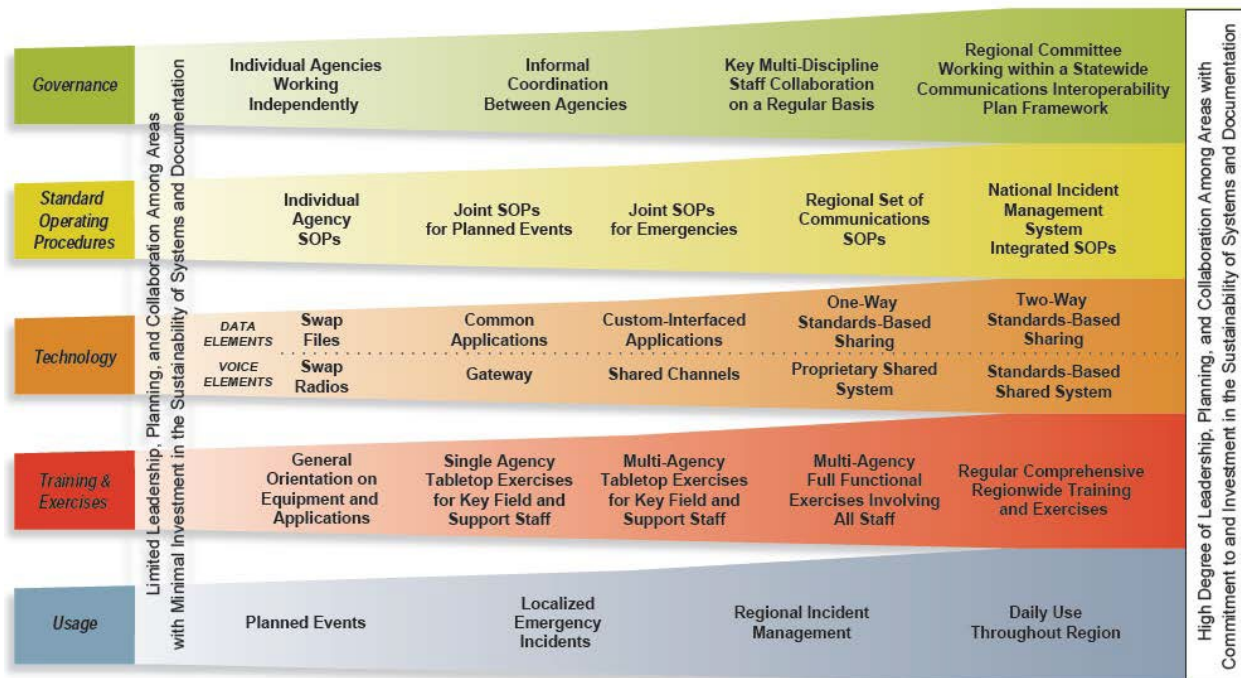 Limited Leadership, Planning, and Collaboration Among Areas
with Minimal Investment in the Sustainability of Systems and Documentation
Governance
Individual Agencies
Working
Independently
Informal
Coordination
Between Agencies
Key Multi-Discipline
Staff Collaboration
on a Regular Basis
Regional Committee
Working within a Statewide
Communications Interoperability
Plan Framework
Standard
Operating
Procedures
Individual
Agency
SOPs
Joint SOPs
for Planned Events
Joint SOPs
for Emergencies
Regional Set of
Communications
SOPs
National Incident
Management
System
Integrated SOPs
Technology
DATA
ELEMENTS
Swap
Files
Common
Applications
Custom-Interfaced
Applications
One-Way
Standards-Based
Sharing
Two-Way
Standards-Based
Sharing
VOICE
ELEMENTS
Swap
Radios
Gateway
Shared Channels
Proprietary Shared
System
Standards-Based
Shared System
Training &
Exercises
General
Orientation on
Equipment and
Applications
Single Agency
Tabletop Exercises
for Key Field and
Support Staff
Multi-Agency
Tabletop Exercises
for Key Field and
Support Staff
Multi-Agency
Full Functional
Exercises Involving
All Staff
Regular Comprehensive
Regionwide Training
and Exercises
Usage
Planned Events
Localized
Emergency
Incidents
Regional Incident
Management
Daily Use
Throughout Region
High Degree of Leadership, Planning, and Collaboration Among Areas with
Commitment to and Investment in the Sustainability of Systems and Documentation